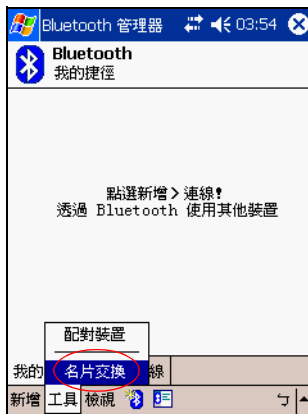 Bluetooth 管理器 03:54
Bluetooth
我的捷徑
點選新增>連線!
透過 Bluetooth 使用其他裝置
配對裝置
名片交換
我的 線
新增 工具 檢視 ㄅ